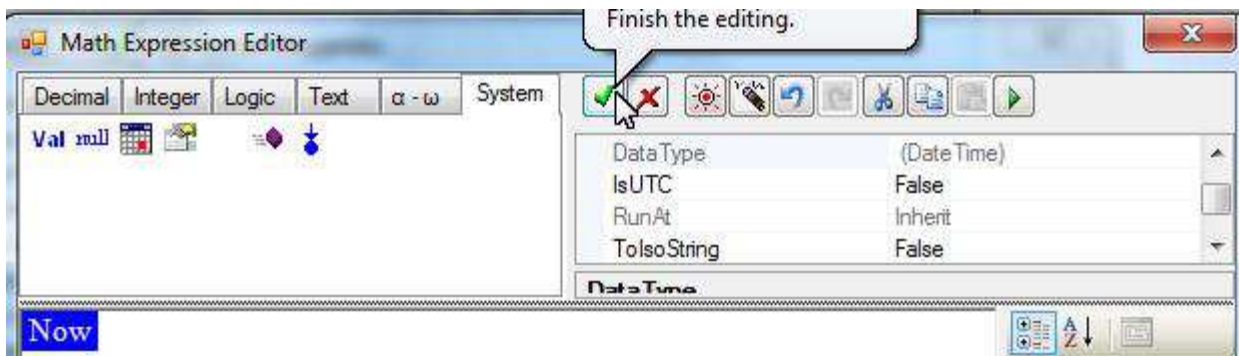 Finish the editing.
Math Expression Editor
Decimal Integer Logic Text α - ω System
Val null
DataType (DateTime)
IsUTC False
RunAt Inherit
ToIsoString False
DataType
Now